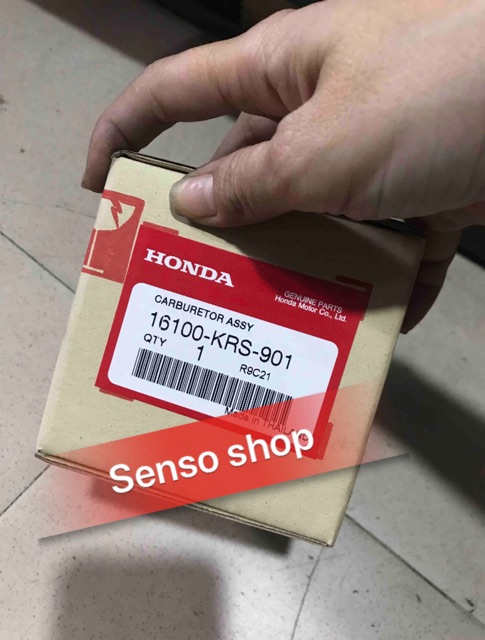 HONDA
GENUINE PARTS
Honda Motor Co., Ltd.
CARBURETOR ASSY
16100-KRS-901
QTY 1 R9C21
Made in THAILAND
Senso shop